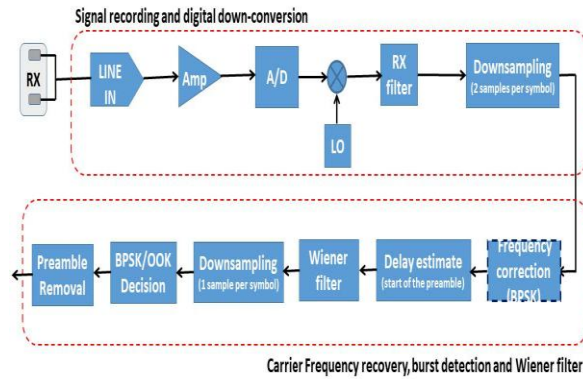 Signal recording and digital down-conversion
RX
LINE
IN
Amp
A/D
LO
RX
filter
Downsampling
(2 samples per symbol)
Frequency
correction
(BPSK)
Delay estimate
(start of the preamble)
Wiener
filter
Downsampling
(1 sample per symbol)
BPSK/OOK
Decision
Preamble
Removal
Carrier Frequency recovery, burst detection and Wiener filter